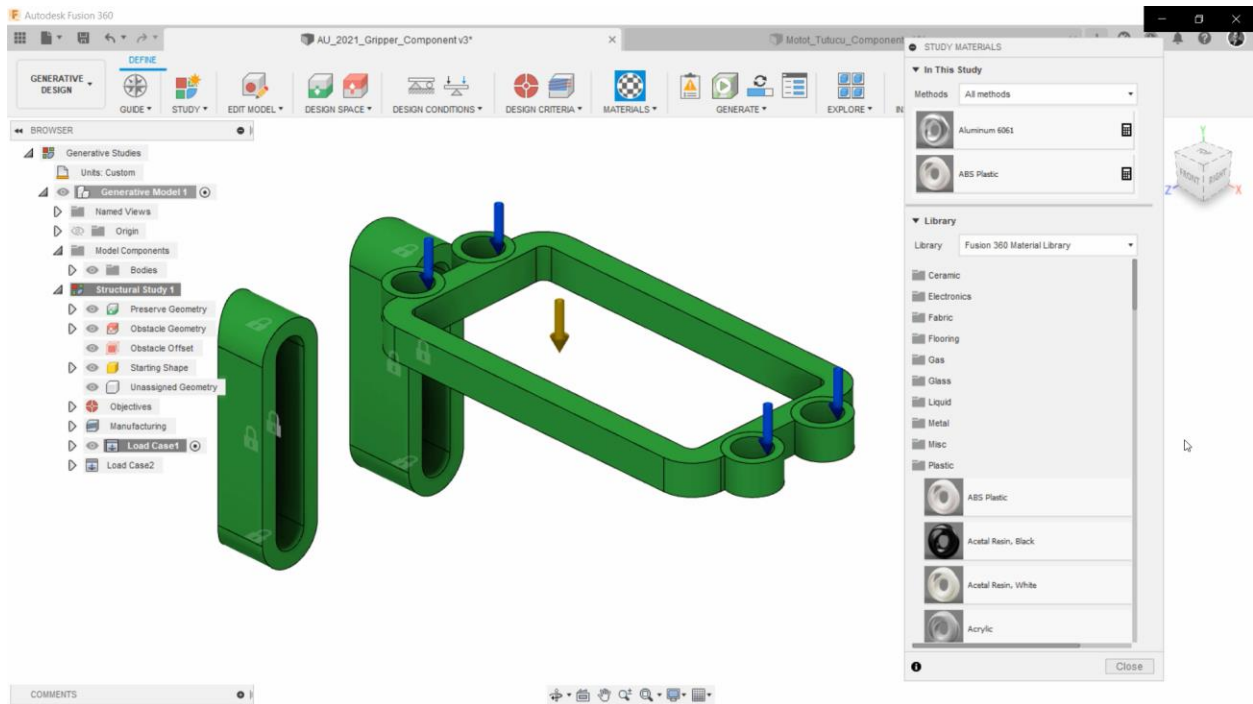 Autodesk Fusion 360
AU_2021_Gripper_Component v3*
Motot_Tutucu_Component
DEFINE
GENERATIVE DESIGN
GUIDE
STUDY
EDIT MODEL
DESIGN SPACE
DESIGN CONDITIONS
DESIGN CRITERIA
MATERIALS
GENERATE
EXPLORE
BROWSER
Generative Studies
Units: Custom
Generative Model 1
Named Views
Origin
Model Components
Bodies
Structural Study 1
Preserve Geometry
Obstacle Geometry
Obstacle Offset
Starting Shape
Unassigned Geometry
Objectives
Manufacturing
Load Case1
Load Case2
STUDY MATERIALS
In This Study
Methods All methods
Aluminum 6061
ABS Plastic
Library
Library Fusion 360 Material Library
Ceramic
Electronics
Fabric
Flooring
Gas
Glass
Liquid
Metal
Misc
Plastic
ABS Plastic
Acetal Resin, Black
Acetal Resin, White
Acrylic
Close
Y
FRONT
RIGHT
Z
X
COMMENTS